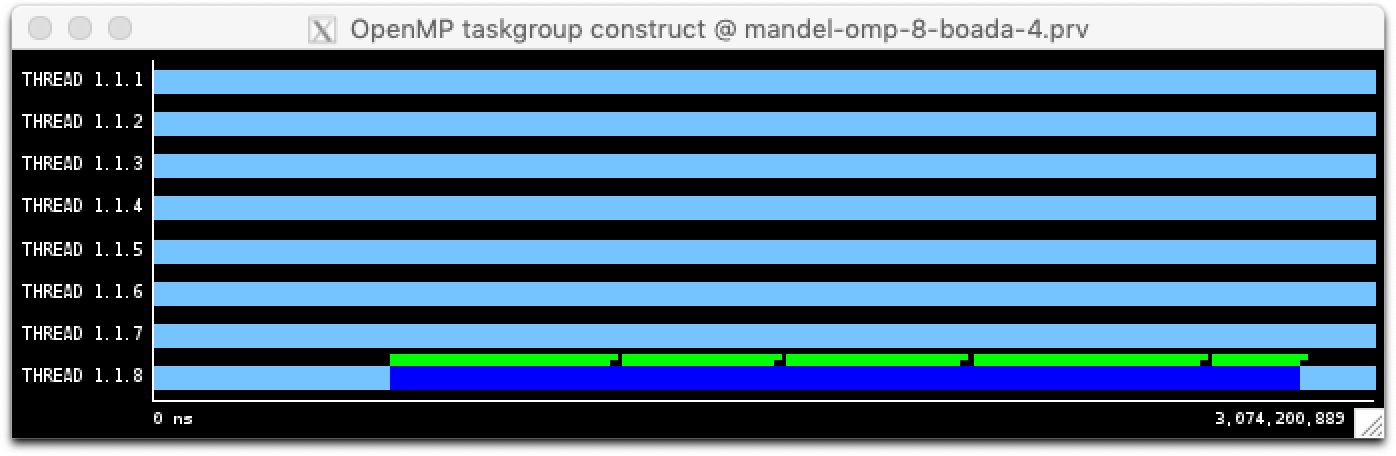 OpenMP taskgroup construct @ mandel-omp-8-boada-4.prv
THREAD 1.1.1
THREAD 1.1.2
THREAD 1.1.3
THREAD 1.1.4
THREAD 1.1.5
THREAD 1.1.6
THREAD 1.1.7
THREAD 1.1.8
0 ns 3,074,200,889